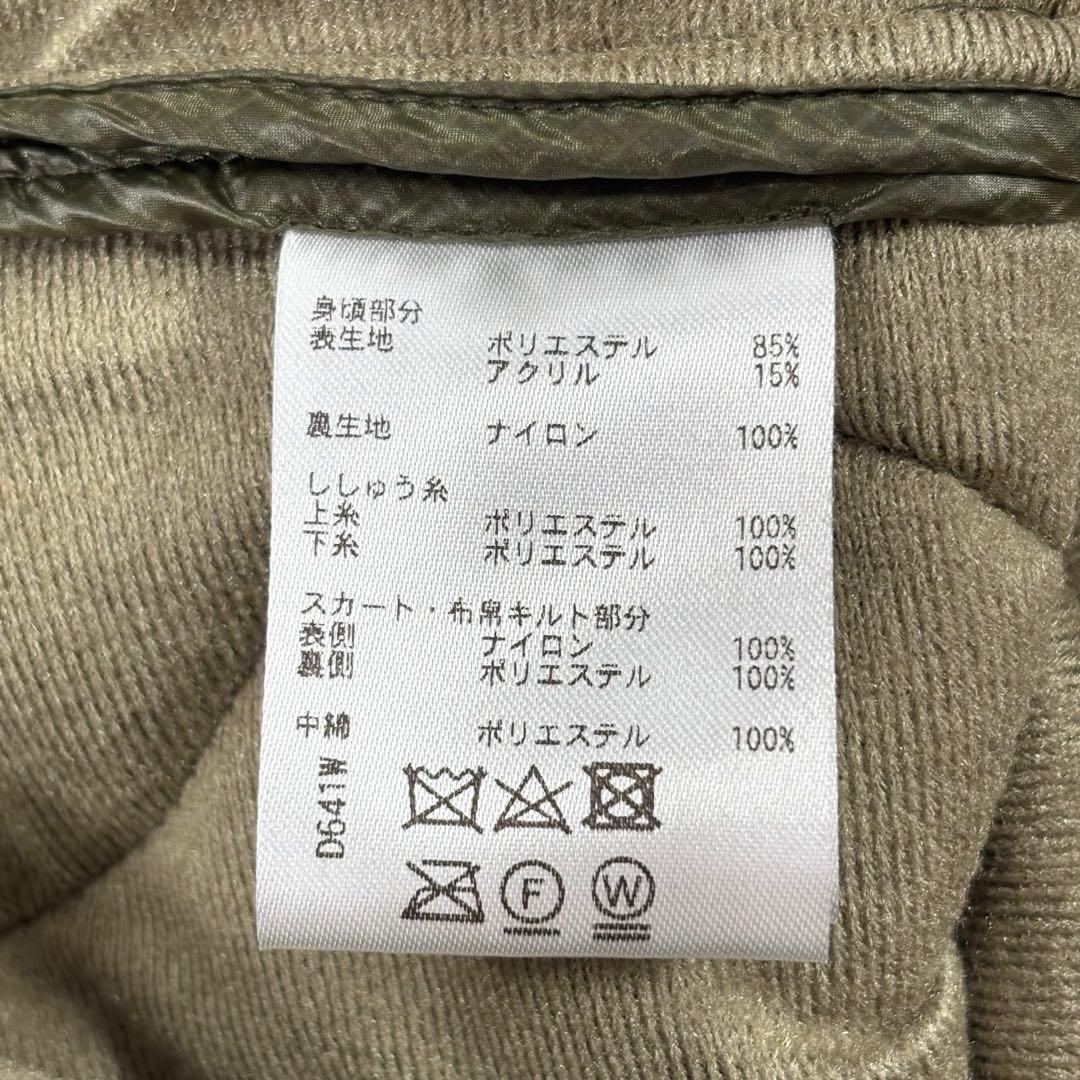 身頃部分
表生地 ポリエステル 85%
アクリル 15%
裏生地 ナイロン 100%
ししゅう糸
上糸 ポリエステル 100%
下糸 ポリエステル 100%
スカート・布帛キルト部分
表側 ナイロン 100%
裏側 ポリエステル 100%
中綿 ポリエステル 100%
D641W
F
W